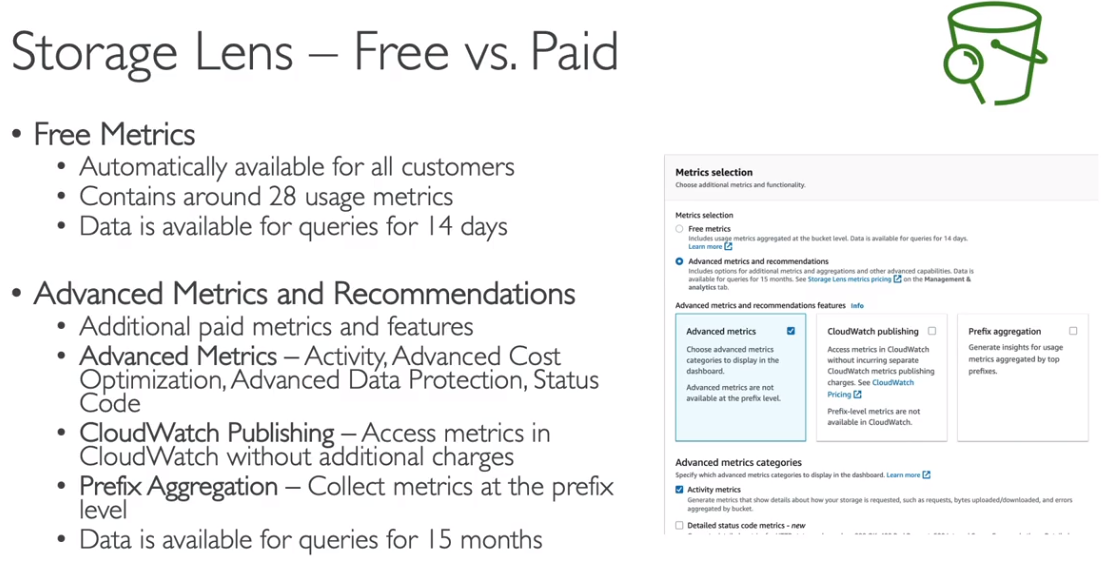 Storage Lens – Free vs. Paid
• Free Metrics
• Automatically available for all customers
• Contains around 28 usage metrics
• Data is available for queries for 14 days
• Advanced Metrics and Recommendations
• Additional paid metrics and features
• Advanced Metrics – Activity, Advanced Cost
Optimization, Advanced Data Protection, Status
Code
• CloudWatch Publishing – Access metrics in
CloudWatch without additional charges
• Prefix Aggregation – Collect metrics at the prefix
level
• Data is available for queries for 15 months
Metrics selection
Choose additional metrics and functionality.
Metrics selection
Free metrics
Includes usage metrics aggregated at the bucket level. Data is available for queries for 14 days.
Learn more
Advanced metrics and recommendations
Includes options for additional metrics and aggregations and other advanced capabilities. Data is
available for queries for 15 months. See Storage Lens metrics pricing on the Management &
analytics tab.
Advanced metrics and recommendations features Info
Advanced metrics
Choose advanced metrics
categories to display in the
dashboard.
Advanced metrics are not
available at the prefix level.
CloudWatch publishing
Access metrics in CloudWatch
without incurring separate
CloudWatch metrics publishing
charges. See CloudWatch
Pricing
Prefix-level metrics are not
available in CloudWatch.
Prefix aggregation
Generate insights for usage
metrics aggregated by top
prefixes.
Advanced metrics categories
Specify which advanced metrics categories to display in the dashboard. Learn more
Activity metrics
Generate metrics that show details about how your storage is requested, such as requests, bytes uploaded/downloaded, and errors
aggregated by bucket.
Detailed status code metrics - new